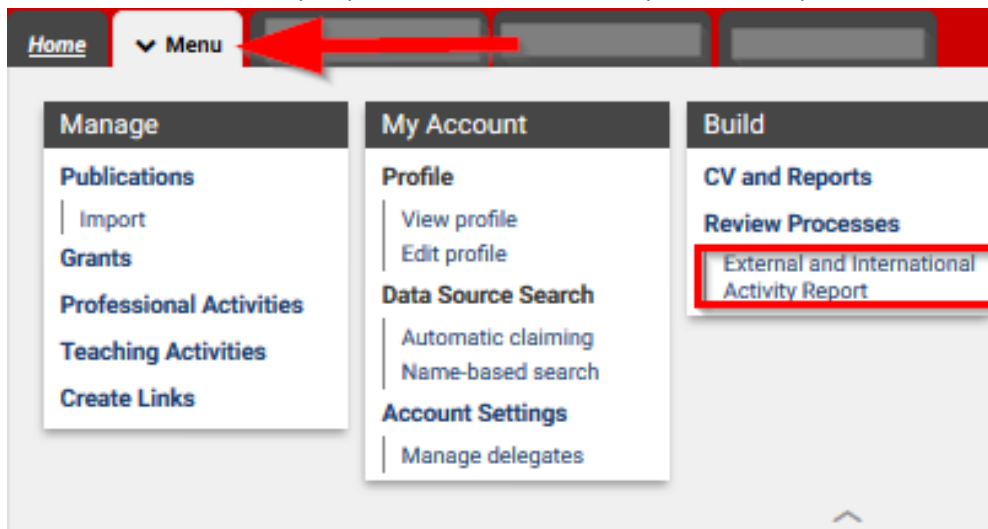 Home
Menu
Manage
Publications
Import
Grants
Professional Activities
Teaching Activities
Create Links
My Account
Profile
View profile
Edit profile
Data Source Search
Automatic claiming
Name-based search
Account Settings
Manage delegates
Build
CV and Reports
Review Processes
External and International
Activity Report